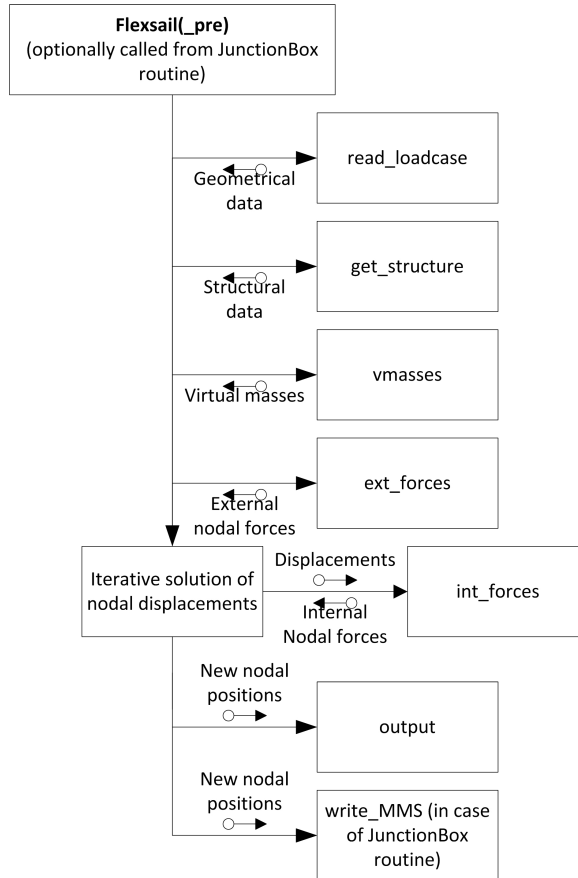 Flexsail(_pre)
(optionally called from JunctionBox
routine)
read_loadcase
Geometrical
data
get_structure
Structural
data
vmasses
Virtual masses
ext_forces
External
nodal forces
Iterative solution of
nodal displacements
Displacements
Internal
Nodal forces
int_forces
New nodal
positions
output
New nodal
positions
write_MMS (in case
of JunctionBox
routine)